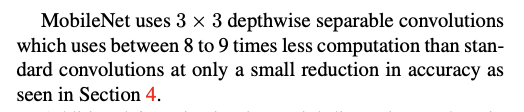 MobileNet uses 3 × 3 depthwise separable convolutions
which uses between 8 to 9 times less computation than stan-
dard convolutions at only a small reduction in accuracy as
seen in Section 4.